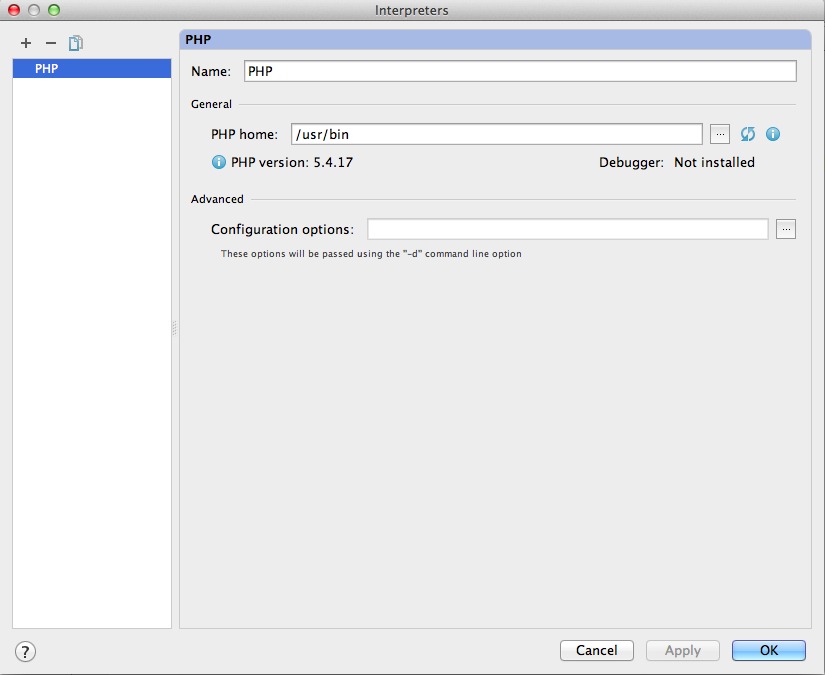 Interpreters
PHP
PHP
Name: PHP
General
PHP home: /usr/bin ...
PHP version: 5.4.17 Debugger: Not installed
Advanced
Configuration options: ...
These options will be passed using the "-d" command line option
? Cancel Apply OK